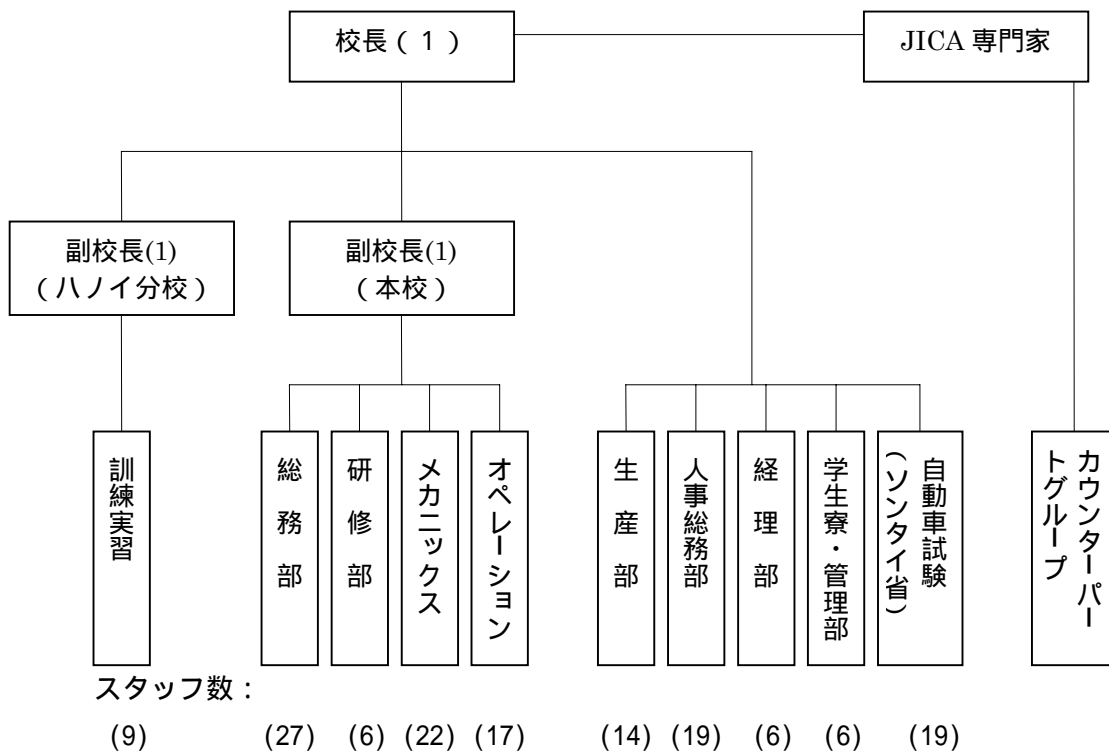 校長（１）
JICA 専門家
副校長(1)
（ハノイ分校）
副校長(1)
（本校）
訓練実習
総務部
研修部
メカニックス
オペレーション
生産部
人事総務部
経理部
学生寮・管理部
自動車試験
(ソンタイ省)
カウンターパー
トグループ
スタッフ数：
(9) (27) (6) (22) (17) (14) (19) (6) (6) (19)